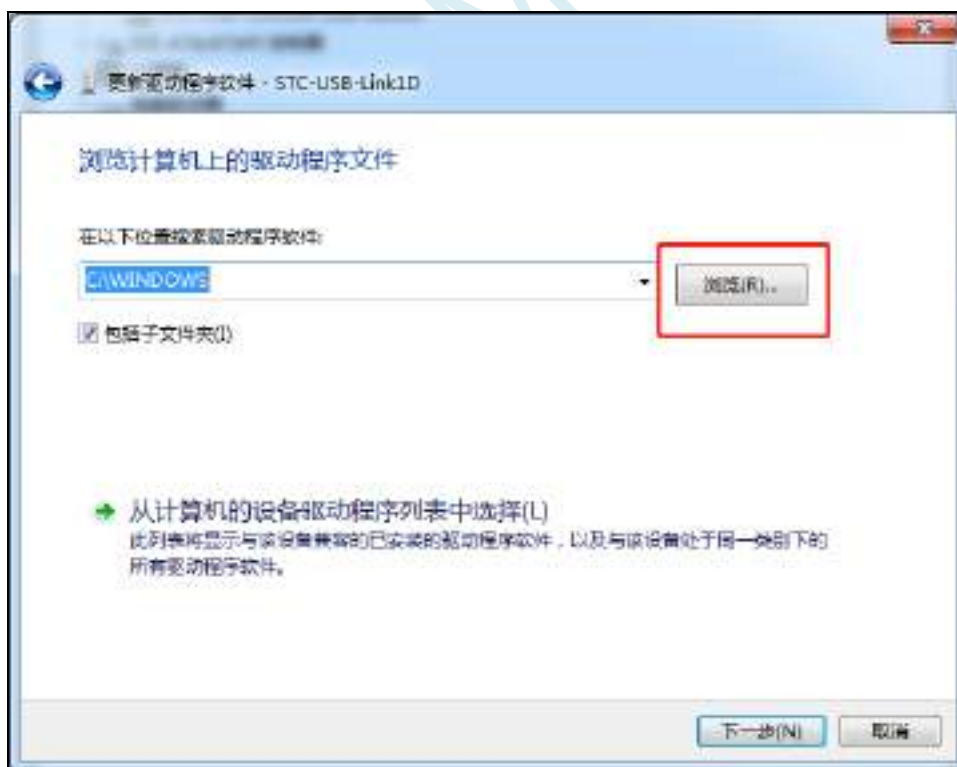 更新驱动程序软件 - STC-USB-Link1D
浏览计算机上的驱动程序文件
在以下位置搜索驱动程序软件:
C:\WINDOWS
浏览(R)...
包括子文件夹(I)
从计算机的设备驱动程序列表中选择(L)
此列表将显示与该设备兼容的已安装的驱动程序软件，以及与该设备处于同一类别下的
所有驱动程序软件。
下一步(N)
取消